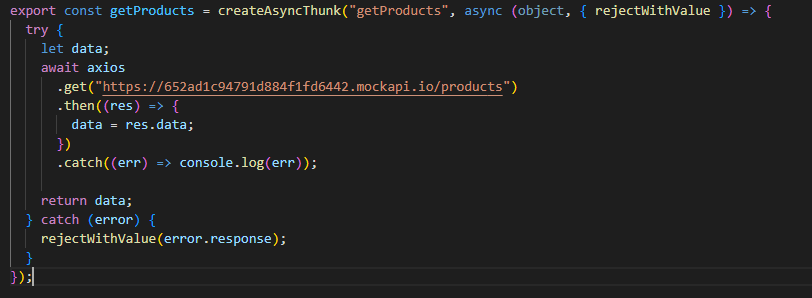 export const getProducts = createAsyncThunk("getProducts", async (object, { rejectWithValue }) => {
  try {
    let data;
    await axios
      .get("https://652ad1c94791d884f1fd6442.mockapi.io/products")
      .then((res) => {
        data = res.data;
      })
      .catch((err) => console.log(err));

    return data;
  } catch (error) {
    rejectWithValue(error.response);
  }
});